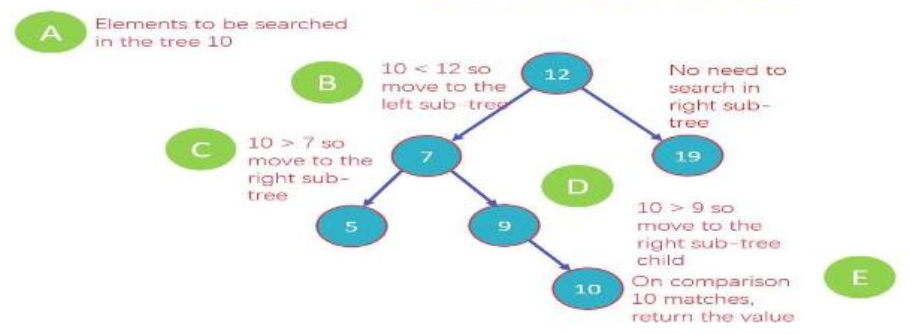 A
Elements to be searched
in the tree 10
B
10 < 12 so
move to the
left sub-tree
12
No need to
search in
right sub-
tree
C
10 > 7 so
move to the
right sub-
tree
7
19
D
5
9
10 > 9 so
move to the
right sub-tree
child
10
On comparison
10 matches,
return the value
E